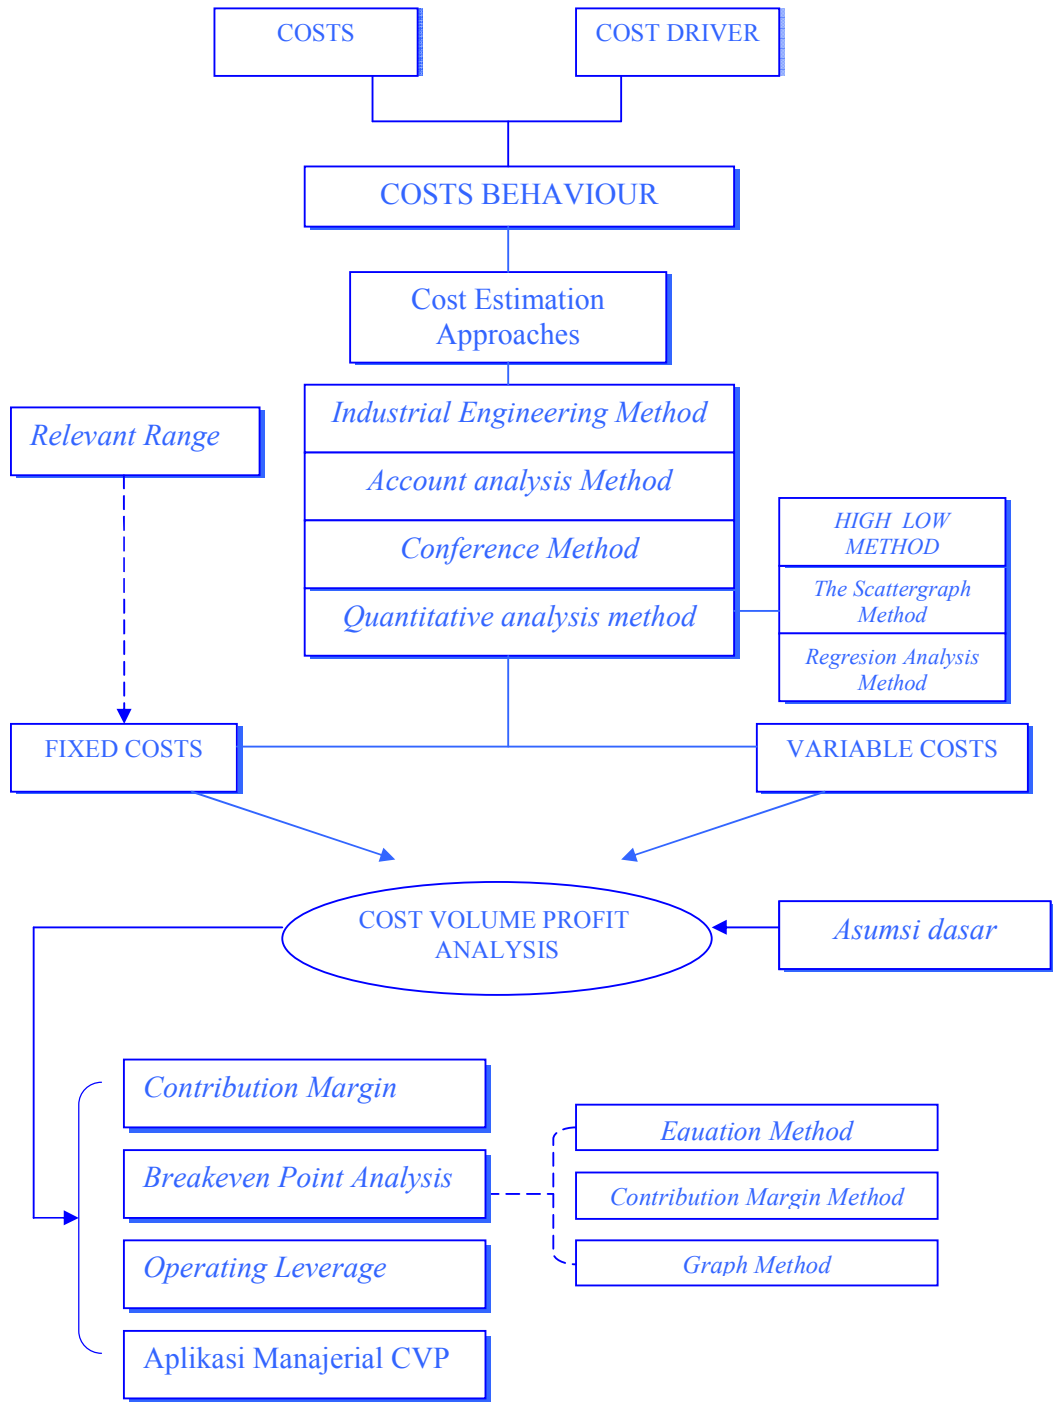 COSTS
COST DRIVER
COSTS BEHAVIOUR
Cost Estimation
Approaches
Industrial Engineering Method
Relevant Range
Account analysis Method
HIGH LOW
METHOD
Conference Method
The Scattergraph
Method
Quantitative analysis method
Regresion Analysis
Method
FIXED COSTS
VARIABLE COSTS
COST VOLUME PROFIT
ANALYSIS
Asumsi dasar
Contribution Margin
Eauation Method
Breakeven Point Analysis
Contribution Margin Method
Operating Leverage
Graph Method
Aplikasi Manajerial CVP